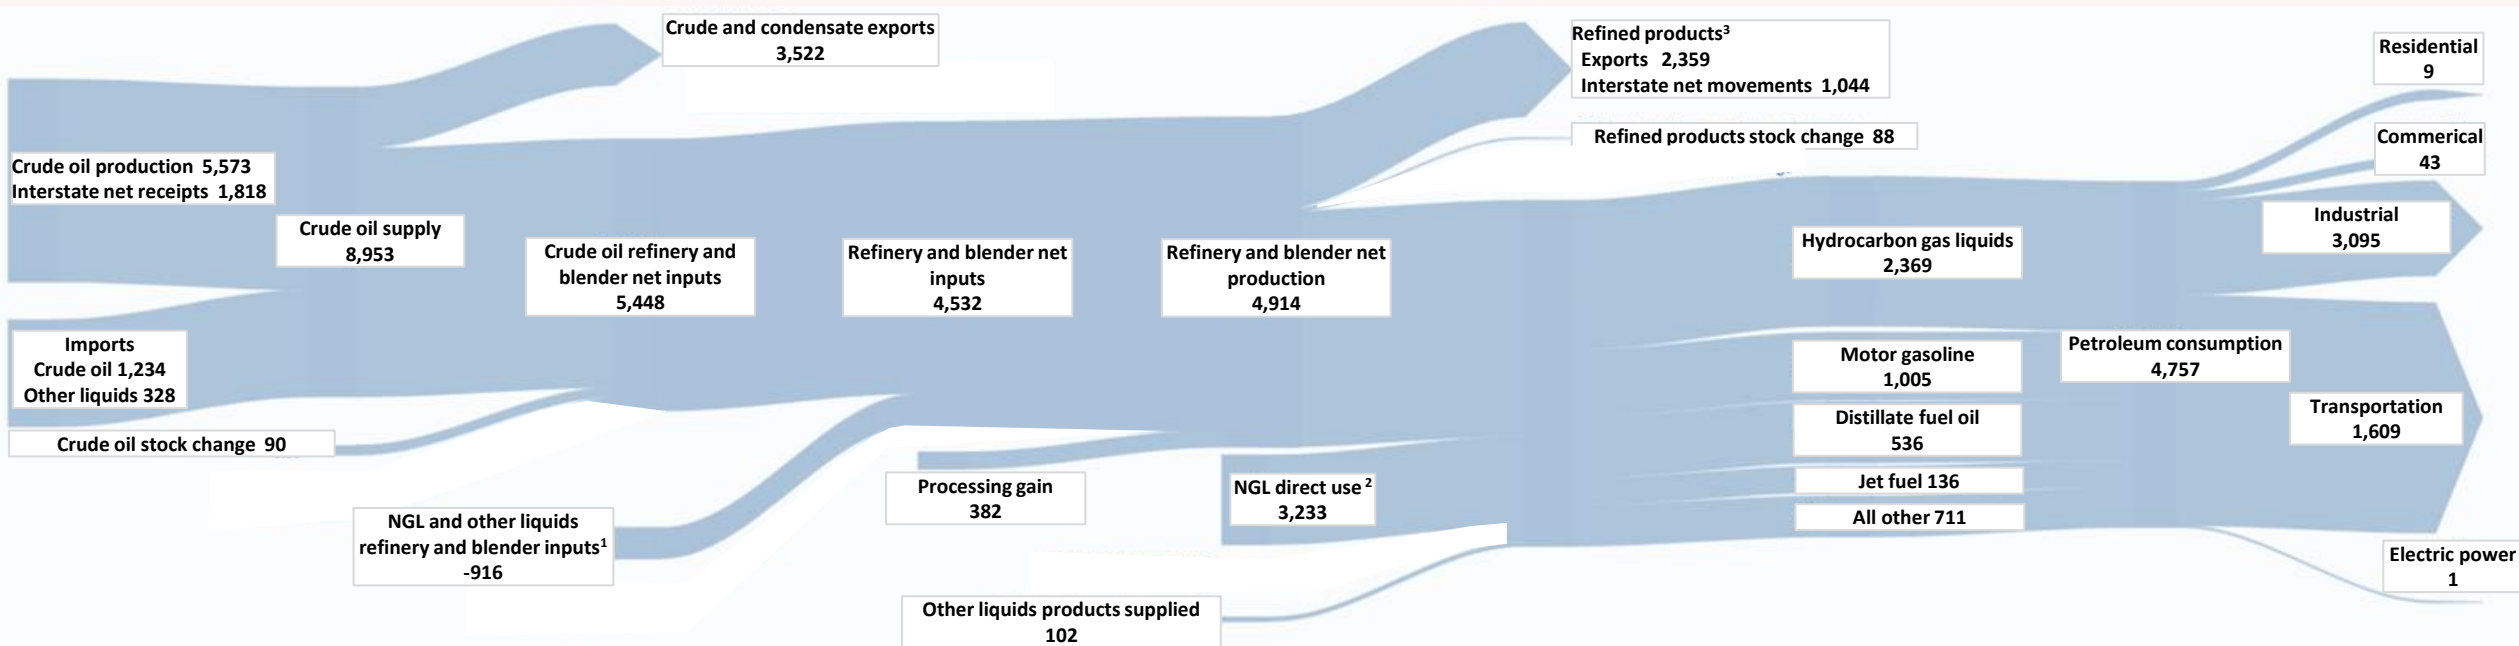 Crude and condensate exports
3,522
Refined products³
Exports 2,359
Interstate net movements 1,044
Residential
9
Refined products stock change 88
Commerical
43
Crude oil production 5,573
Interstate net receipts 1,818
Crude oil supply
8,953
Crude oil refinery and
blender net inputs
5,448
Refinery and blender net
inputs
4,532
Refinery and blender net
production
4,914
Hydrocarbon gas liquids
2,369
Industrial
3,095
Imports
Crude oil 1,234
Other liquids 328
Motor gasoline
1,005
Petroleum consumption
4,757
Crude oil stock change 90
Distillate fuel oil
536
Transportation
1,609
Processing gain
382
NGL direct use ²
3,233
Jet fuel 136
All other 711
NGL and other liquids
refinery and blender inputs¹
-916
Electric power
1
Other liquids products supplied
102